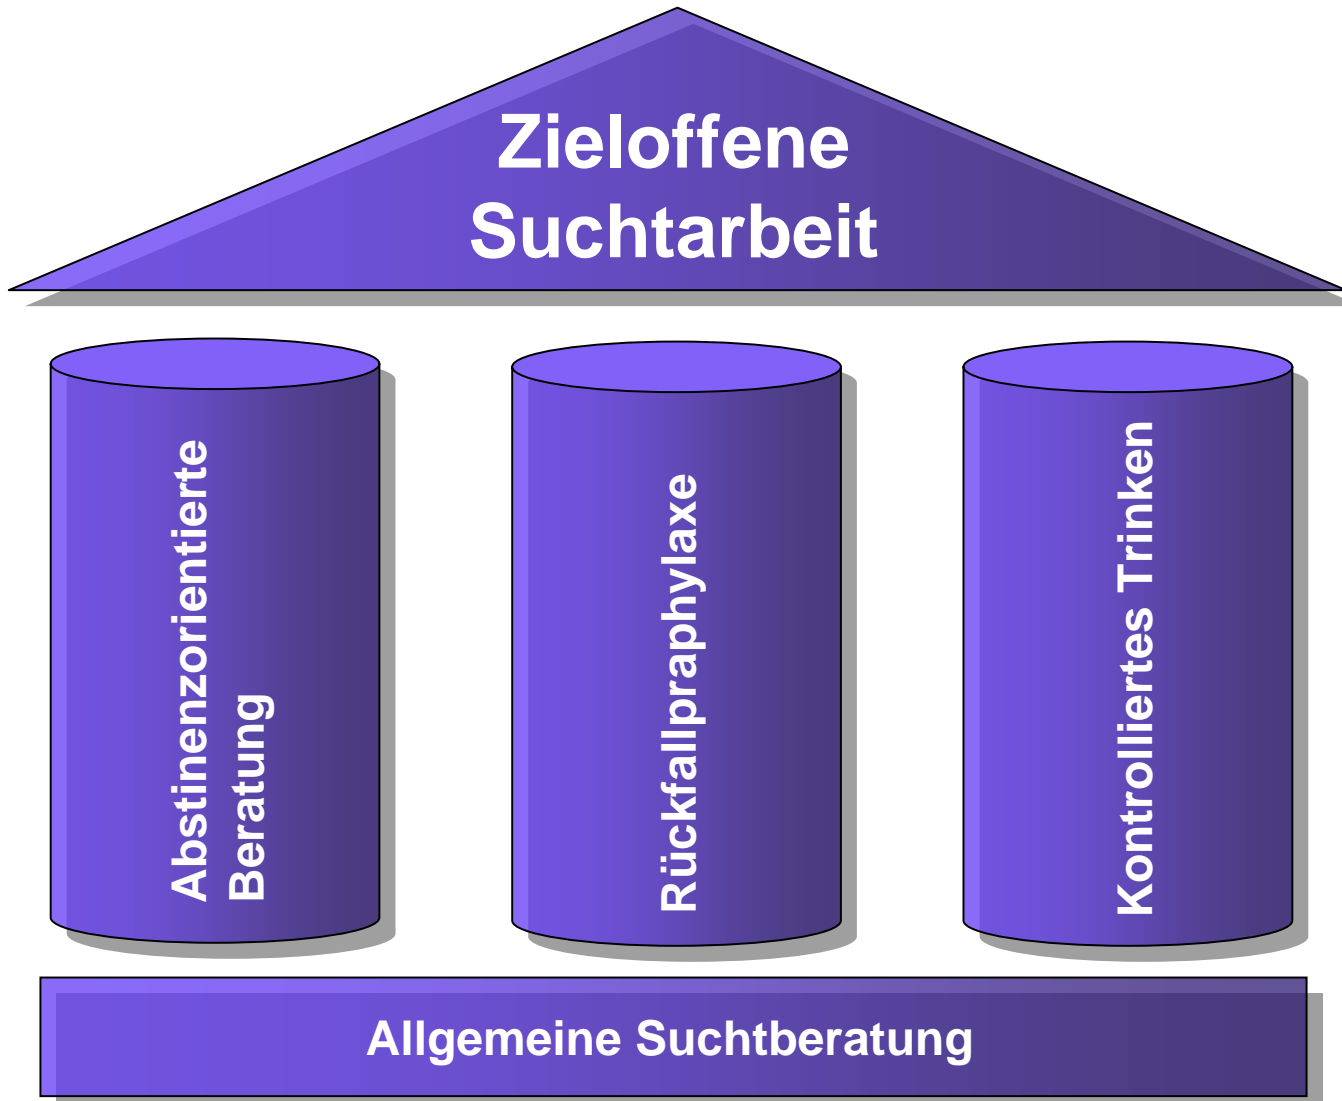 Zieloffene
Suchtarbeit
Abstinenzorientierte
Beratung
Rückfallpraphylaxe
Kontrolliertes Trinken
Allgemeine Suchtberatung